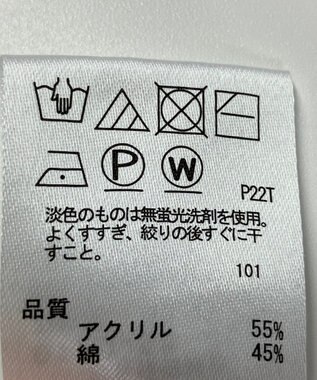 P W P22T
淡色のものは無蛍光洗剤を使用。
よくすすぎ、絞りの後すぐに干
すこと。
101
品質
アクリル 55%
綿 45%